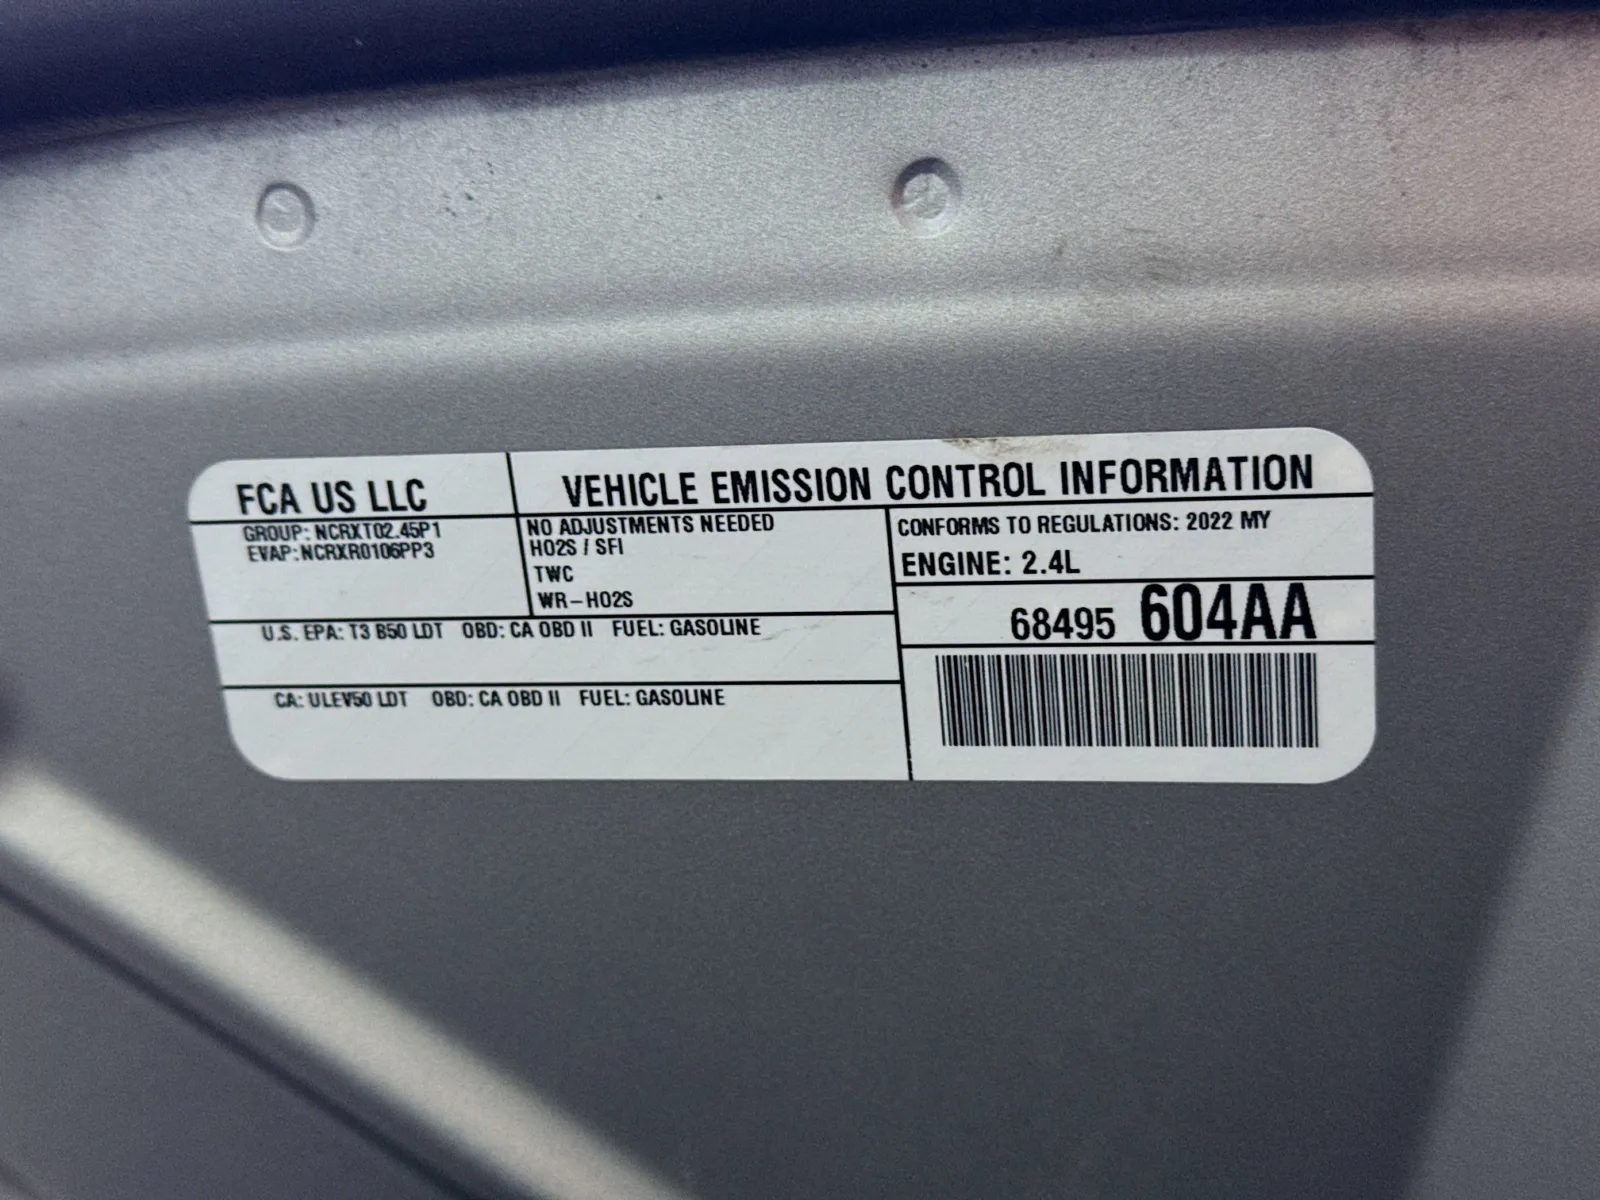 FCA US LLC
VEHICLE EMISSION CONTROL INFORMATION
GROUP: NCRXT02.45P1
EVAP: NCRXR0106PP3
NO ADJUSTMENTS NEEDED
HO2S / SFI
TWC
WR-HO2S
CONFORMS TO REGULATIONS: 2022 MY
ENGINE: 2.4L
68495 604AA
U.S. EPA: T3 B50 LDT OBD: CA OBD II FUEL: GASOLINE
CA: ULEV50 LDT OBD: CA OBD II FUEL: GASOLINE